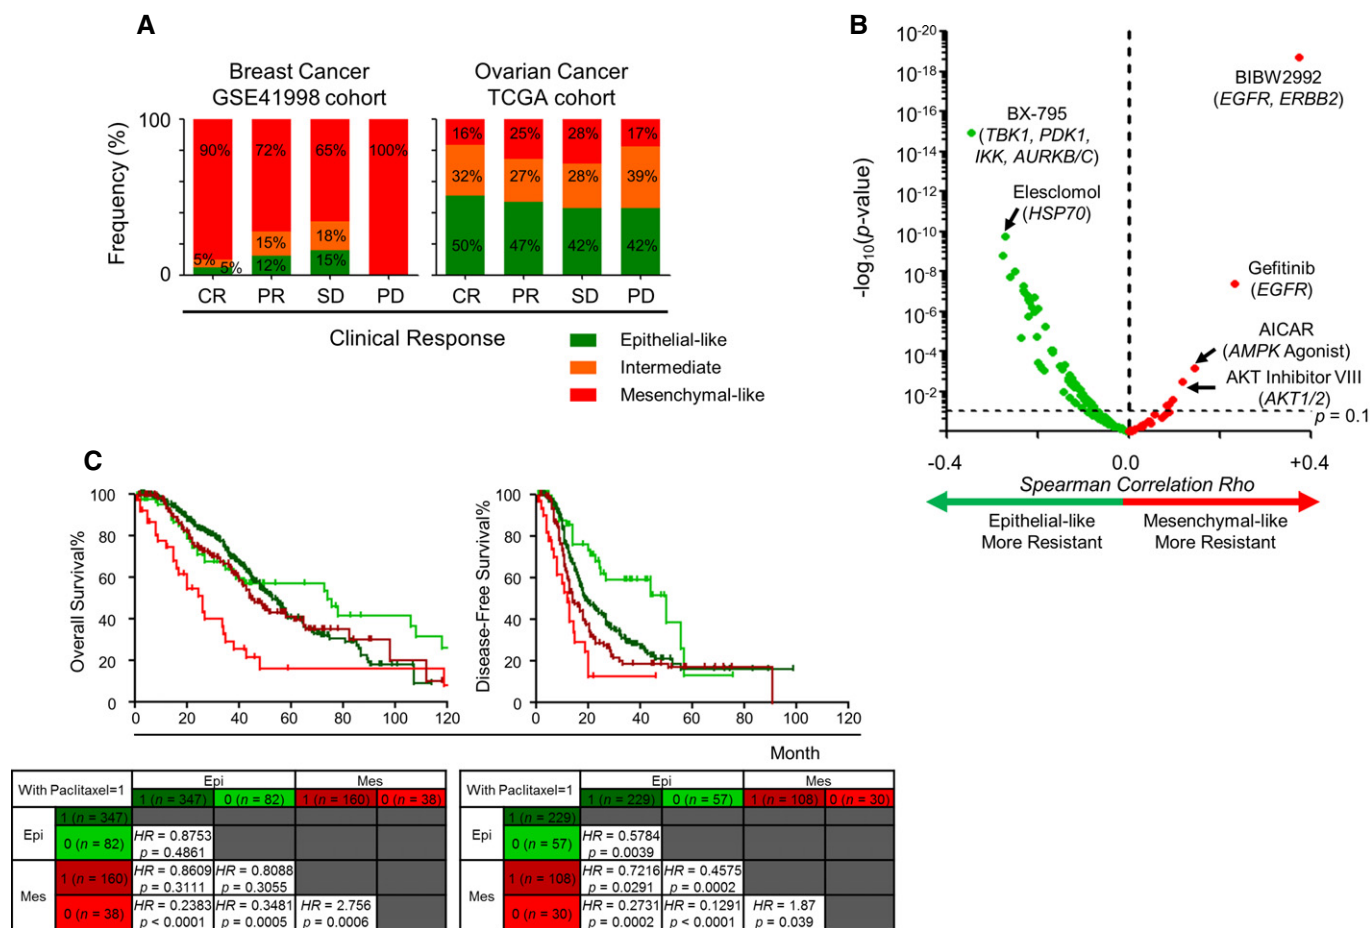 A
Breast Cancer
GSE41998 cohort
Ovarian Cancer
TCGA cohort
Frequency (%)
100
0
90%
72%
65%
100%
5%
5%
15%
12%
18%
15%
16%
25%
28%
17%
32%
27%
28%
39%
50%
47%
42%
42%
CR PR SD PD
CR PR SD PD
Clinical Response
Epithelial-like
Intermediate
Mesenchymal-like
B
-log10(p-value)
10-20
10-18
10-16
10-14
10-12
10-10
10-8
10-6
10-4
10-2
BIBW2992
(EGFR, ERBB2)
BX-795
(TBK1, PDK1,
IKK, AURKB/C)
Elesclomol
(HSP70)
Gefitinib
(EGFR)
AICAR
(AMPK Agonist)
AKT Inhibitor VIII
(AKT1/2)
p = 0.1
-0.4 0.0 +0.4
Spearman Correlation Rho
Epithelial-like
More Resistant
Mesenchymal-like
More Resistant
C
Overall Survival%
100
80
60
40
20
0
0 20 40 60 80 100 120
Disease-Free Survival%
100
80
60
40
20
0
0 20 40 60 80 100 120
Month
With Paclitaxel=1 Epi Mes
1 (n = 347) 0 (n = 82) 1 (n = 160) 0 (n = 38)
Epi
1 (n = 347)
0 (n = 82)
HR = 0.8753
p = 0.4861
Mes
1 (n = 160)
HR = 0.8609 HR = 0.8088
p = 0.3111 p = 0.3055
0 (n = 38)
HR = 0.2383 HR = 0.3481 HR = 2.756
p < 0.0001 p = 0.0005 p = 0.0006
With Paclitaxel=1 Epi Mes
1 (n = 229) 0 (n = 57) 1 (n = 108) 0 (n = 30)
Epi
1 (n = 229)
0 (n = 57)
HR = 0.5784
p = 0.0039
Mes
1 (n = 108)
HR = 0.7216 HR = 0.4575
p = 0.0291 p = 0.0002
0 (n = 30)
HR = 0.2731 HR = 0.1291 HR = 1.87
p = 0.0002 p < 0.0001 p = 0.039